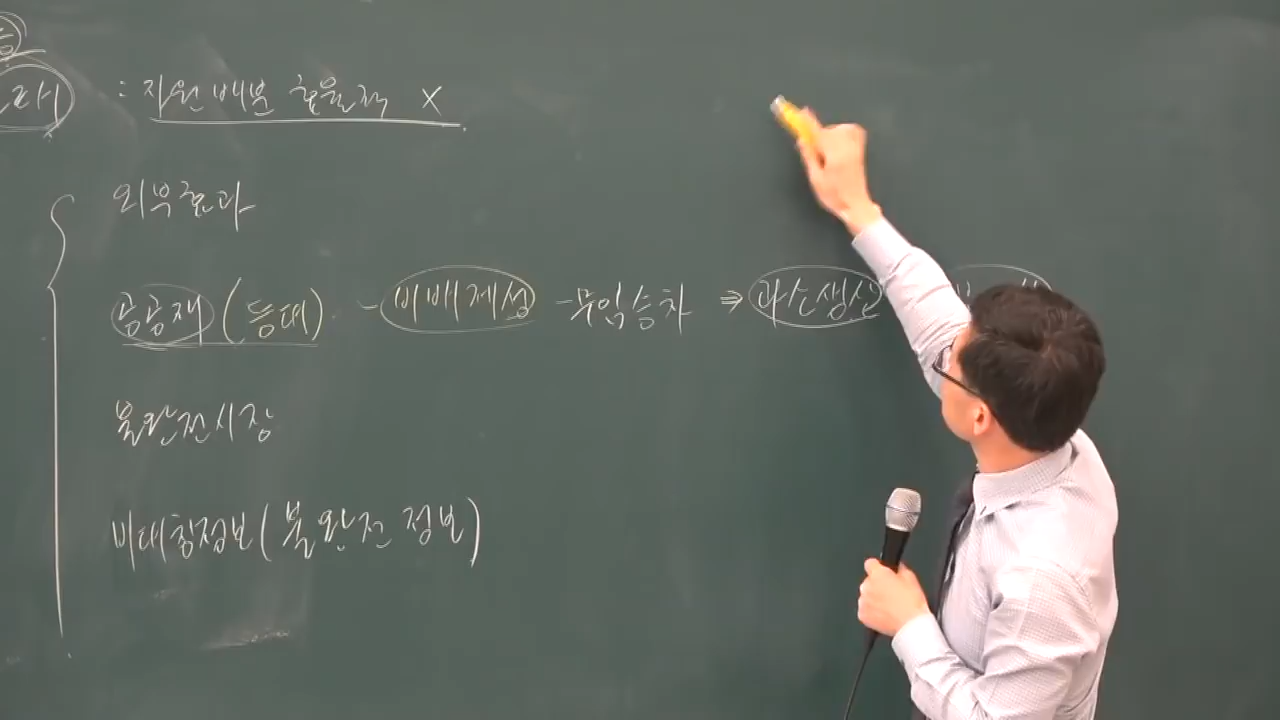 : 자원배분 효율적 X
외부효과
공공재 (등대) - 비배제성 - 무임승차 ⇒ 과소생산
불완전시장
비대칭정보 (불완전 정보)